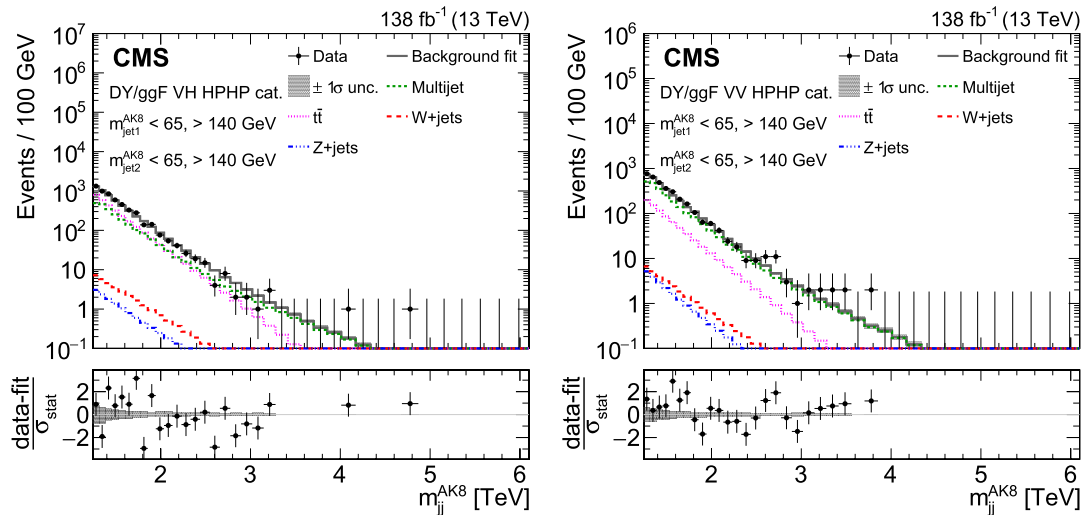 138 fb⁻¹ (13 TeV)
CMS
Data
Background fit
DY/ggF VH HPHP cat.
± 1σ unc.
Multijet
m_jet1^AK8 < 65, > 140 GeV
tt̄
W+jets
m_jet2^AK8 < 65, > 140 GeV
Z+jets
Events / 100 GeV
10⁷
10⁶
10⁵
10⁴
10³
10²
10
1
10⁻¹
data-fit
σ_stat
2
0
−2
2 3 4 5 6
m_jj^AK8 [TeV]
138 fb⁻¹ (13 TeV)
CMS
Data
Background fit
DY/ggF VV HPHP cat.
± 1σ unc.
Multijet
m_jet1^AK8 < 65, > 140 GeV
tt̄
W+jets
m_jet2^AK8 < 65, > 140 GeV
Z+jets
Events / 100 GeV
10⁶
10⁵
10⁴
10³
10²
10
1
10⁻¹
data-fit
σ_stat
2
0
−2
2 3 4 5 6
m_jj^AK8 [TeV]